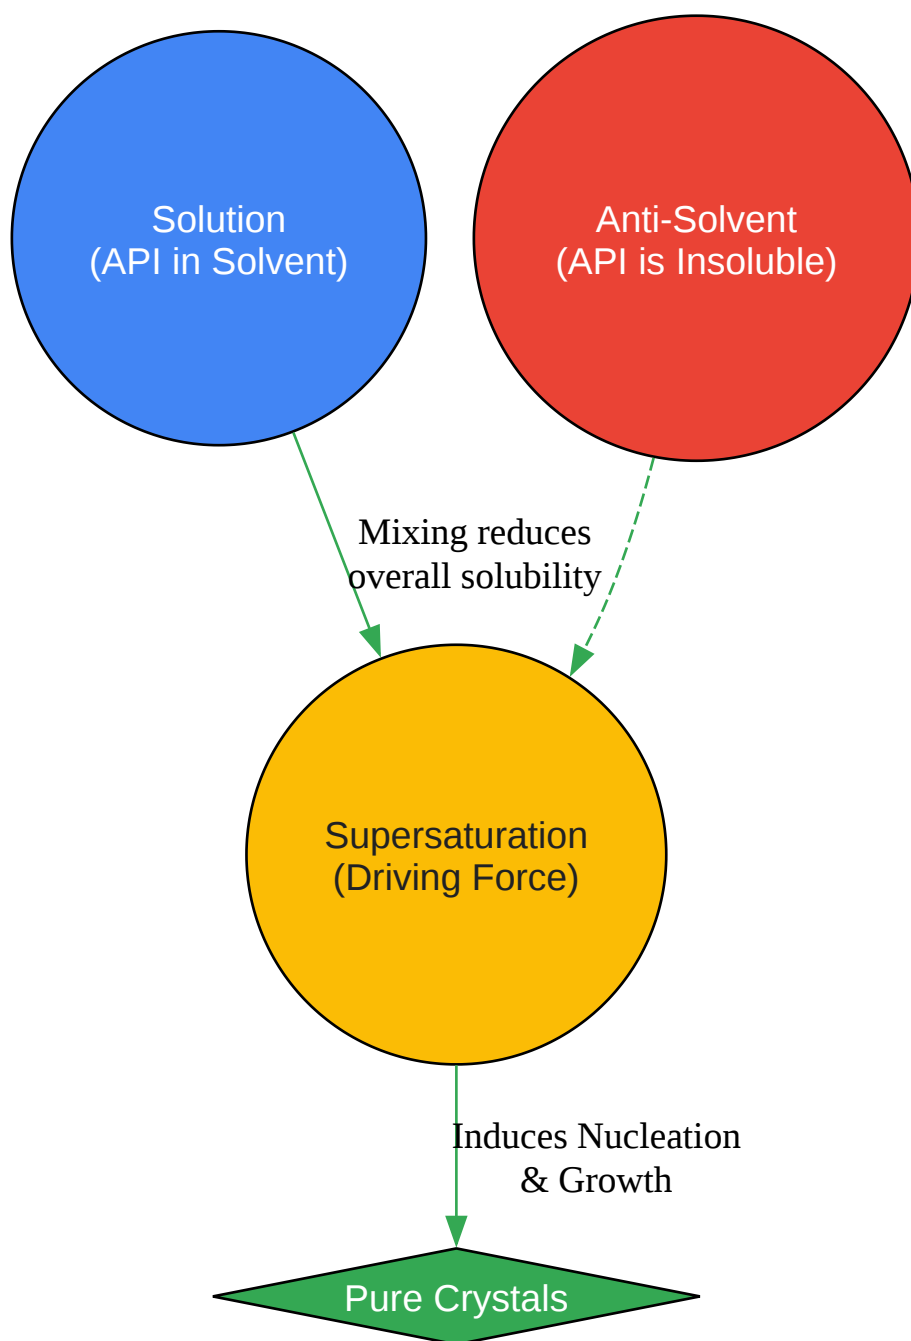 Solution
(API in Solvent)
Anti-Solvent
(API is Insoluble)
Mixing reduces
overall solubility
Supersaturation
(Driving Force)
Induces Nucleation
& Growth
Pure Crystals